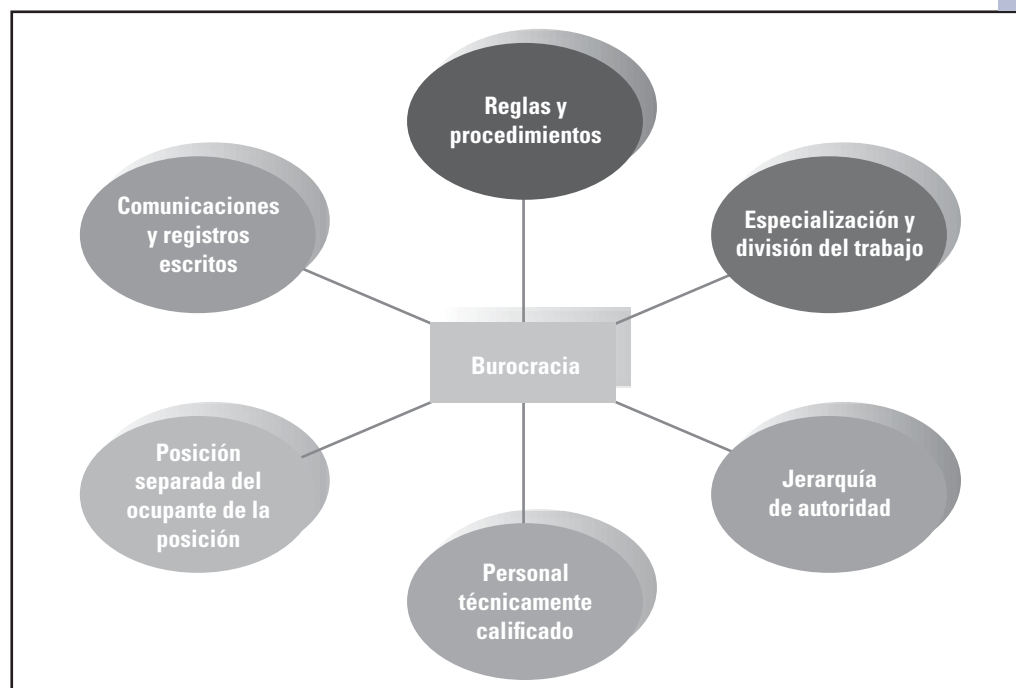 Reglas y
procedimientos
Comunicaciones
y registros
escritos
Especialización y
división del trabajo
Burocracia
Posición
separada del
ocupante de la
posición
Jerarquía
de autoridad
Personal
técnicamente
calificado